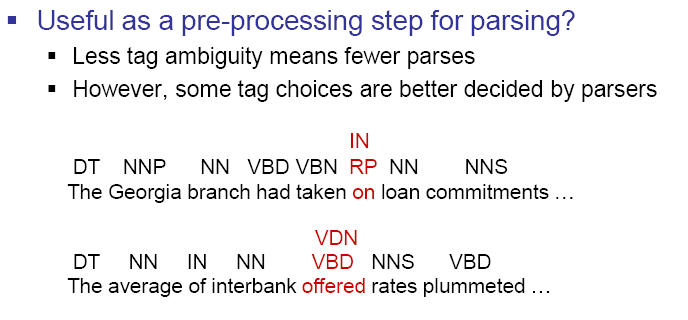 Useful as a pre-processing step for parsing?
Less tag ambiguity means fewer parses
However, some tag choices are better decided by parsers
IN
DT NNP NN VBD VBN RP NN NNS
The Georgia branch had taken on loan commitments …
VDN
DT NN IN NN VBD NNS VBD
The average of interbank offered rates plummeted …